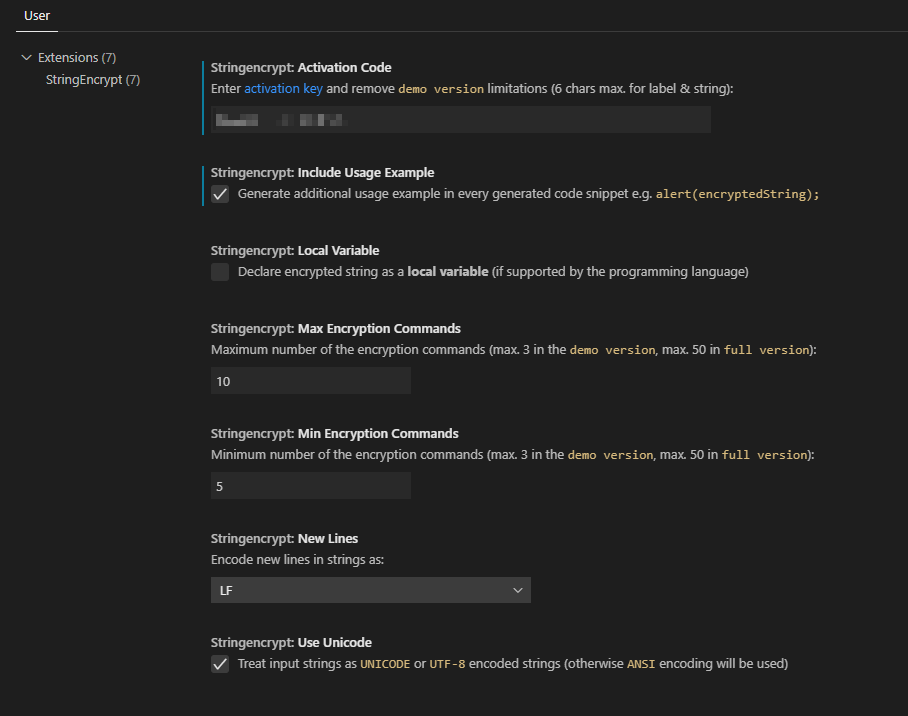 User
Extensions (7)
StringEncrypt (7)
Stringencrypt: Activation Code
Enter activation key and remove demo version limitations (6 chars max. for label & string):
Stringencrypt: Include Usage Example
Generate additional usage example in every generated code snippet e.g. alert(encryptedString);
Stringencrypt: Local Variable
Declare encrypted string as a local variable (if supported by the programming language)
Stringencrypt: Max Encryption Commands
Maximum number of the encryption commands (max. 3 in the demo version, max. 50 in full version):
10
Stringencrypt: Min Encryption Commands
Minimum number of the encryption commands (max. 3 in the demo version, max. 50 in full version):
5
Stringencrypt: New Lines
Encode new lines in strings as:
LF
Stringencrypt: Use Unicode
Treat input strings as UNICODE or UTF-8 encoded strings (otherwise ANSI encoding will be used)